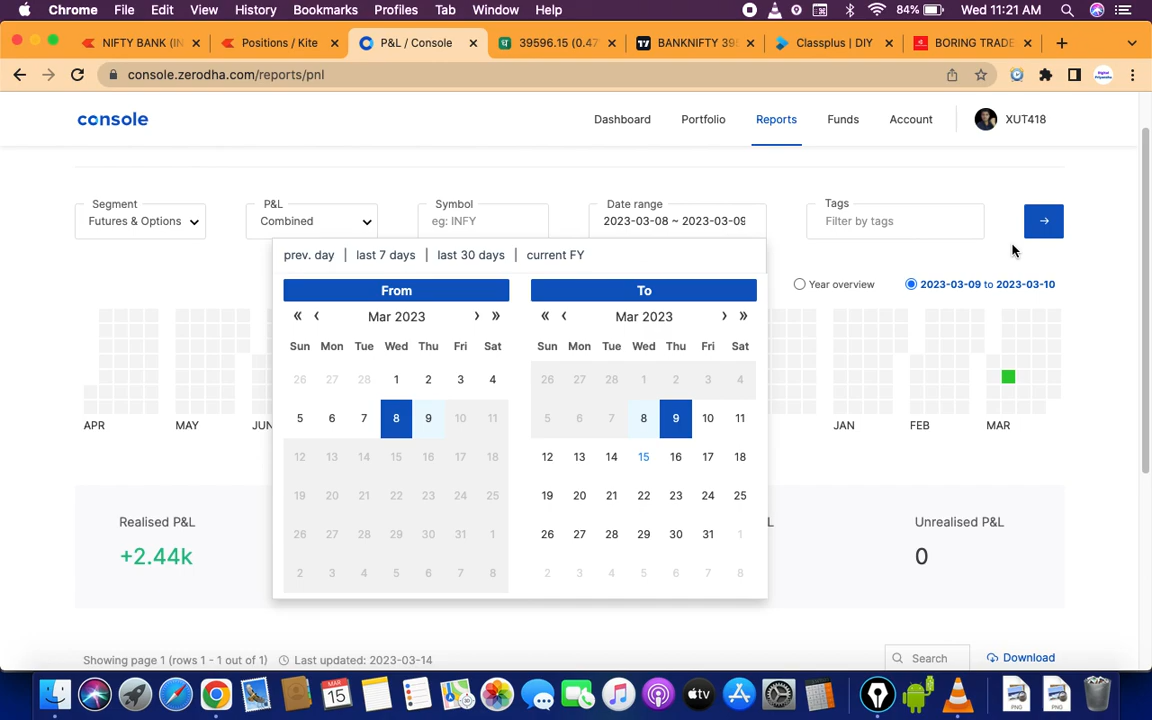 Chrome File Edit View History Bookmarks Profiles Tab Window Help 84% Wed 11:21 AM
NIFTY BANK (IN × Positions / Kite × P&L / Console × 39596.15 (0.47 × BANKNIFTY 39 × Classplus | DIY × BORING TRADE ×
console.zerodha.com/reports/pnl
console Dashboard Portfolio Reports Funds Account XUT418
Segment P&L Symbol Date range Tags
Futures & Options Combined eg: INFY 2023-03-08 ~ 2023-03-09 Filter by tags
prev. day | last 7 days | last 30 days | current FY
Year overview 2023-03-09 to 2023-03-10
From To
« ‹ Mar 2023 › » « ‹ Mar 2023 › »
Sun Mon Tue Wed Thu Fri Sat Sun Mon Tue Wed Thu Fri Sat
26 27 28 1 2 3 4 26 27 28 1 2 3 4
5 6 7 8 9 10 11 5 6 7 8 9 10 11
12 13 14 15 16 17 18 12 13 14 15 16 17 18
19 20 21 22 23 24 25 19 20 21 22 23 24 25
26 27 28 29 30 31 1 26 27 28 29 30 31 1
2 3 4 5 6 7 8 2 3 4 5 6 7 8
APR MAY JUN JAN FEB MAR
Realised P&L L Unrealised P&L
+2.44k 0
Showing page 1 (rows 1 - 1 out of 1) Last updated: 2023-03-14 Search Download
MAR
15
tv
PNG PNG